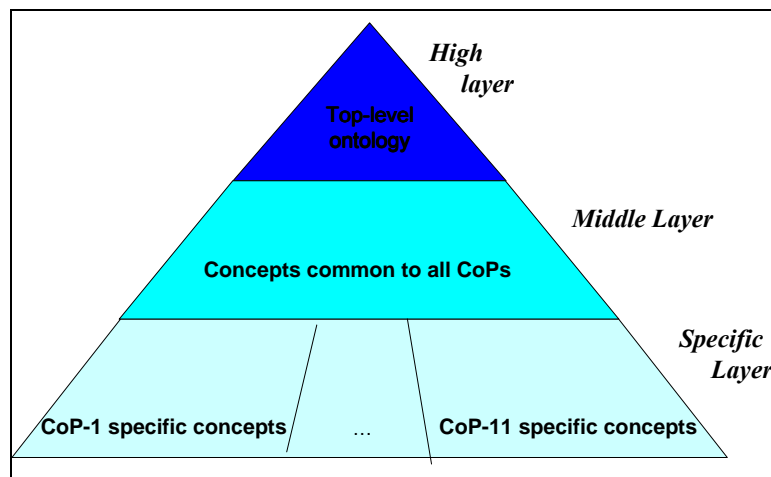 High
layer
Top-level
ontology
Middle Layer
Concepts common to all CoPs
Specific
Layer
CoP-1 specific concepts
...
CoP-11 specific concepts